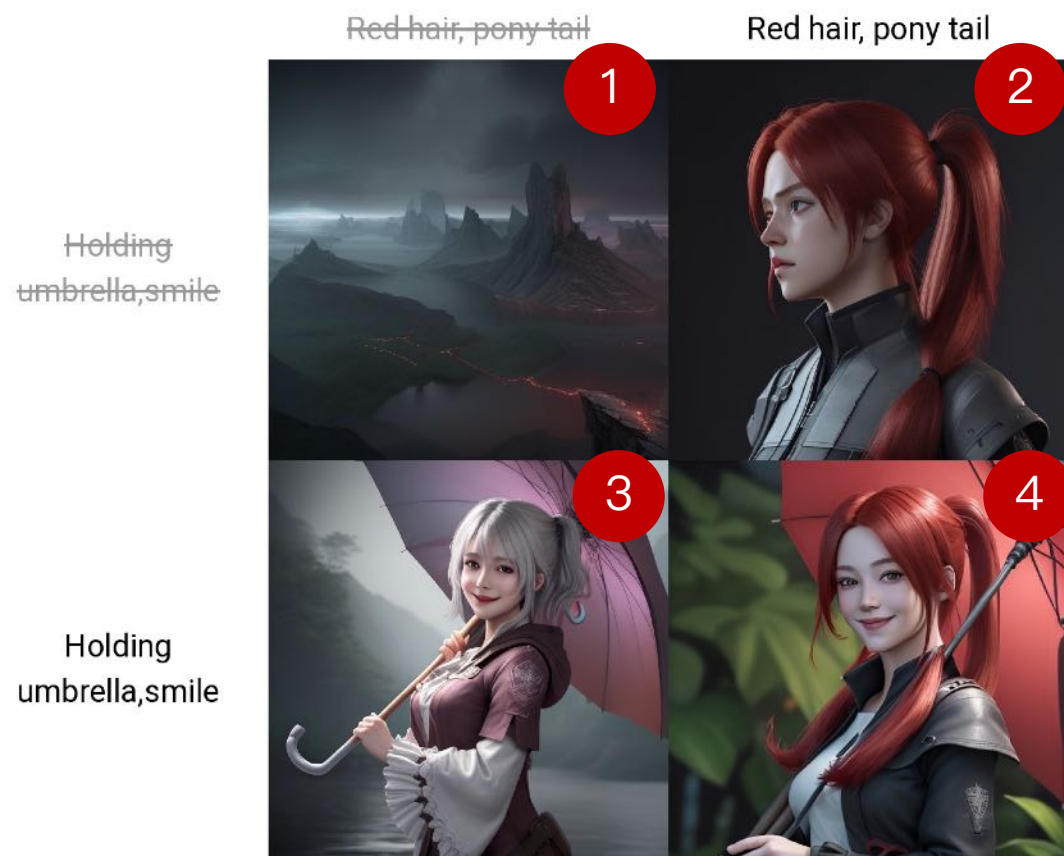 Red hair, pony tail
Red hair, pony tail
1
2
Holding
umbrella,smile
3
4
Holding
umbrella,smile